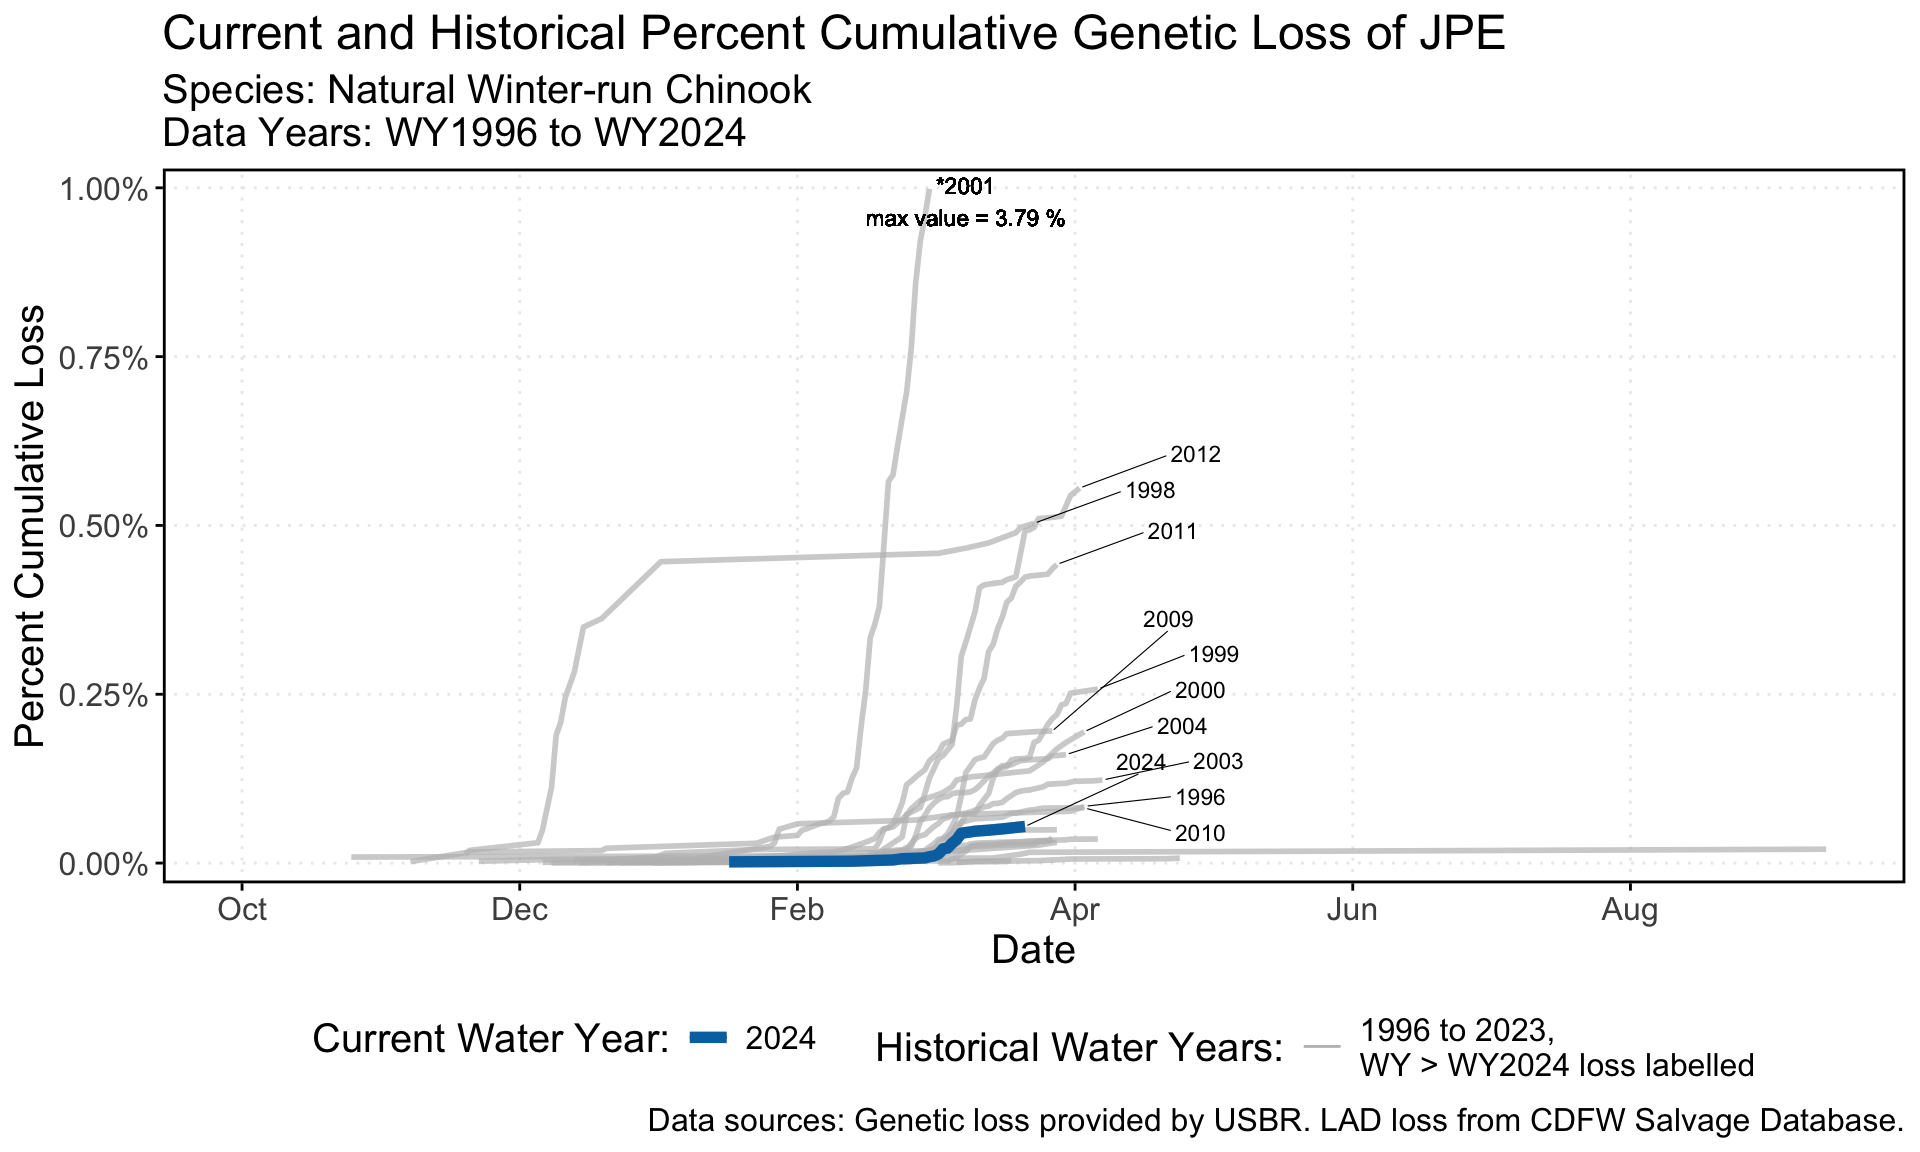 Current and Historical Percent Cumulative Genetic Loss of JPE
Species: Natural Winter-run Chinook
Data Years: WY1996 to WY2024
Percent Cumulative Loss
1.00%
0.75%
0.50%
0.25%
0.00%
*2001
max value = 3.79 %
2012
1998
2011
2009
1999
2000
2004
2024
2003
1996
2010
Oct
Dec
Feb
Apr
Jun
Aug
Date
Current Water Year:
2024
Historical Water Years:
1996 to 2023,
WY > WY2024 loss labelled
Data sources: Genetic loss provided by USBR. LAD loss from CDFW Salvage Database.